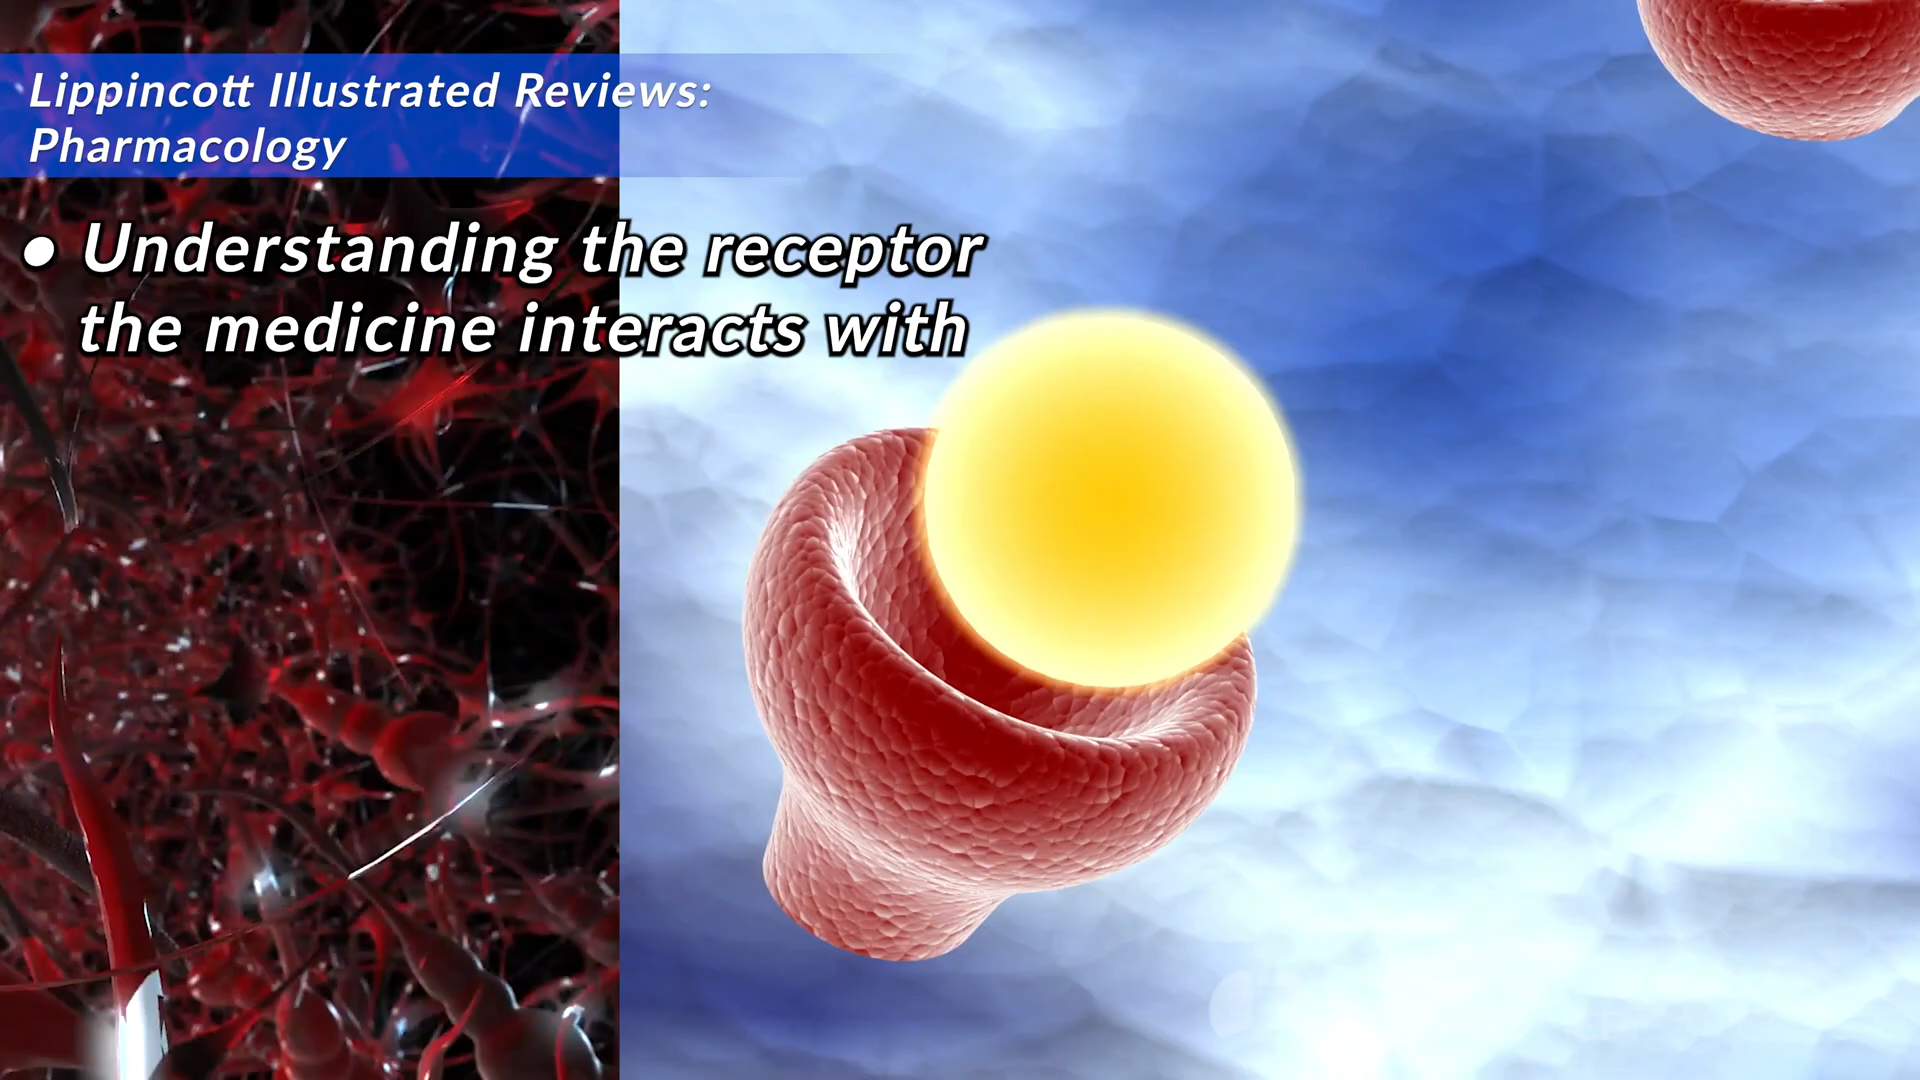 Lippincott Illustrated Reviews:
Pharmacology
• Understanding the receptor
the medicine interacts with